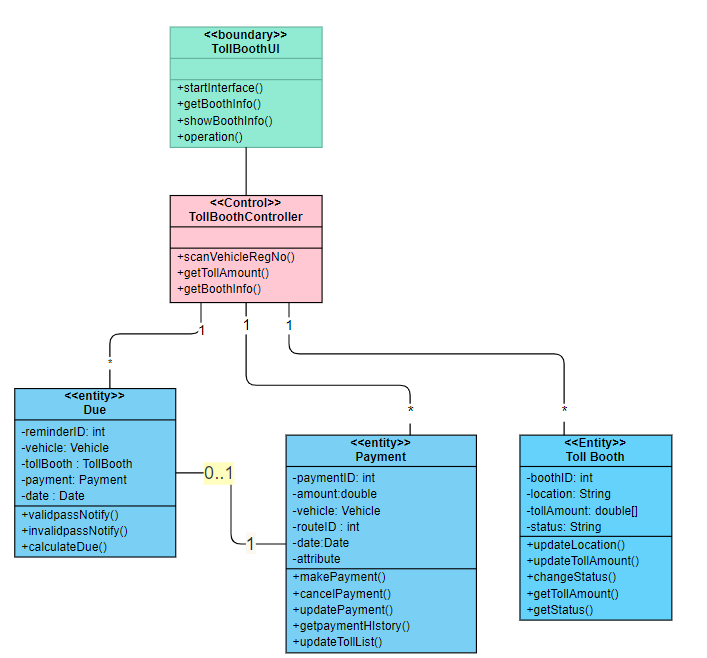 <<boundary>>
TollBoothUI
+startInterface()
+getBoothInfo()
+showBoothInfo()
+operation()
<<Control>>
TollBoothController
+scanVehicleRegNo()
+getTollAmount()
+getBoothInfo()
1
1
1
*
*
*
<<entity>>
Due
-reminderID: int
-vehicle: Vehicle
-tollBooth : TollBooth
-payment: Payment
-date : Date
+validpassNotify()
+invalidpassNotify()
+calculateDue()
0..1
1
<<entity>>
Payment
-paymentID: int
-amount:double
-vehicle: Vehicle
-routeID : int
-date:Date
-attribute
+makePayment()
+cancelPayment()
+updatePayment()
+getpaymentHIstory()
+updateTollList()
<<Entity>>
Toll Booth
-boothID: int
-location: String
-tollAmount: double[]
-status: String
+updateLocation()
+updateTollAmount()
+changeStatus()
+getTollAmount()
+getStatus()